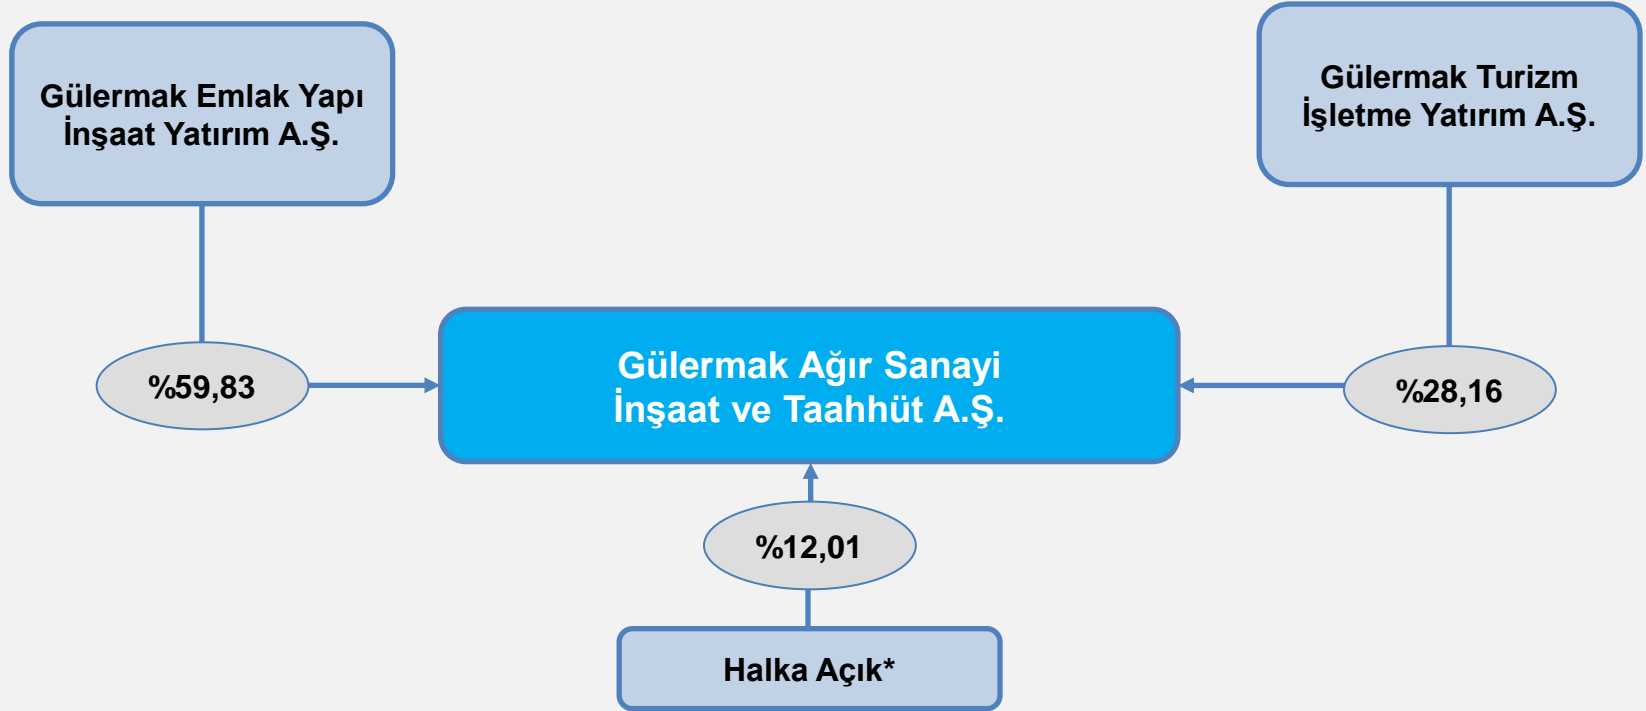 Gülermak Emlak Yapı
İnşaat Yatırım A.Ş.
Gülermak Turizm
İşletme Yatırım A.Ş.
%59,83
Gülermak Ağır Sanayi
İnşaat ve Taahhüt A.Ş.
%28,16
%12,01
Halka Açık*